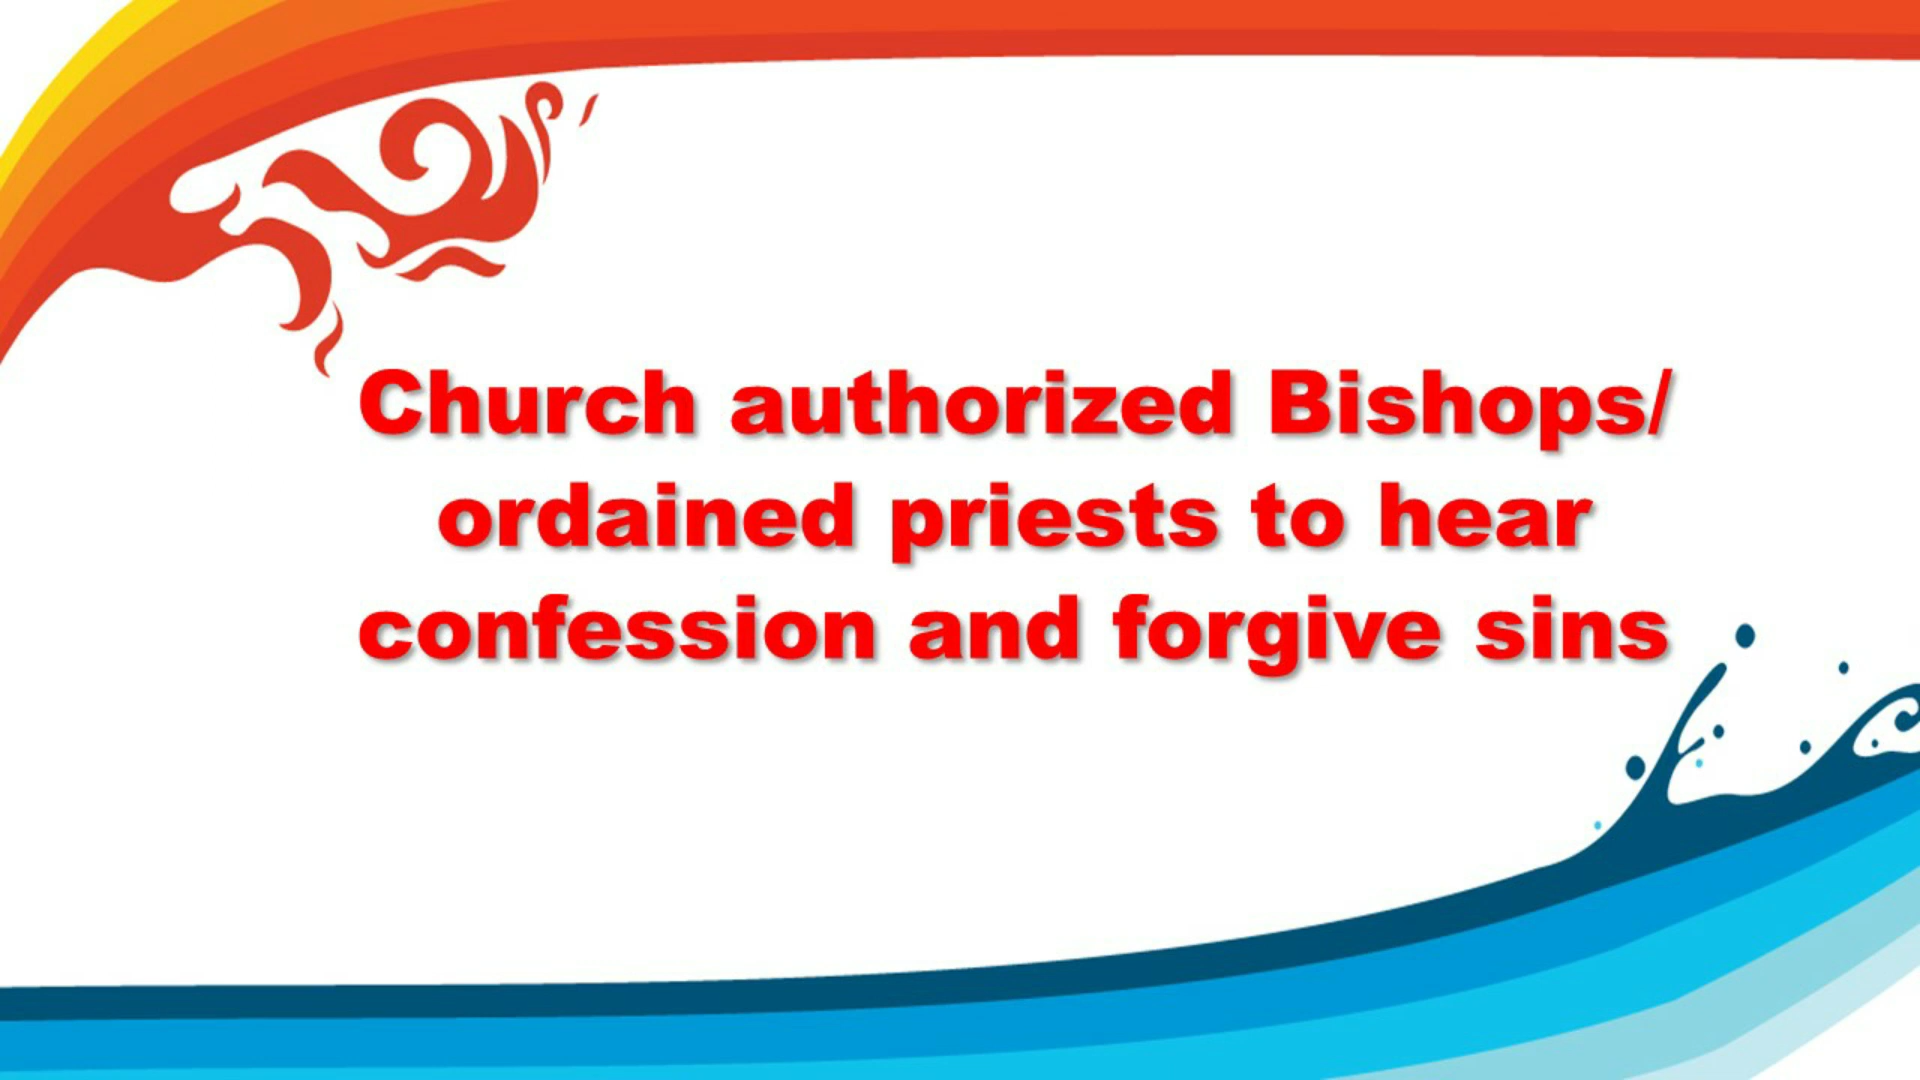 Church authorized Bishops/
ordained priests to hear
confession and forgive sins